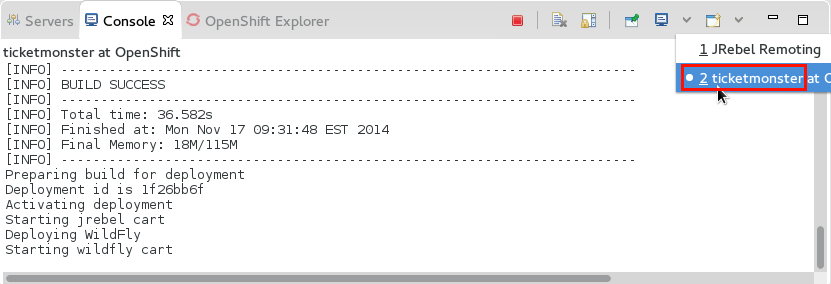 Servers Console OpenShift Explorer
1 JRebel Remoting
2 ticketmonster at O
ticketmonster at OpenShift
[INFO] ------------------------------------------------------------------------
[INFO] BUILD SUCCESS
[INFO] ------------------------------------------------------------------------
[INFO] Total time: 36.582s
[INFO] Finished at: Mon Nov 17 09:31:48 EST 2014
[INFO] Final Memory: 18M/115M
[INFO] ------------------------------------------------------------------------
Preparing build for deployment
Deployment id is 1f26bb6f
Activating deployment
Starting jrebel cart
Deploying WildFly
Starting wildfly cart